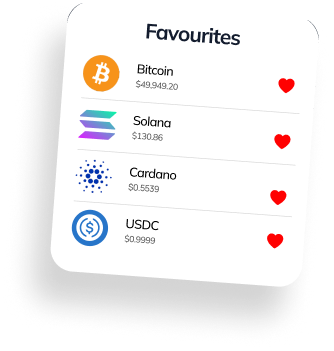 Favourites
Bitcoin
$49,949.20
Solana
$130.86
Cardano
$0.5539
USDC
$0.9999